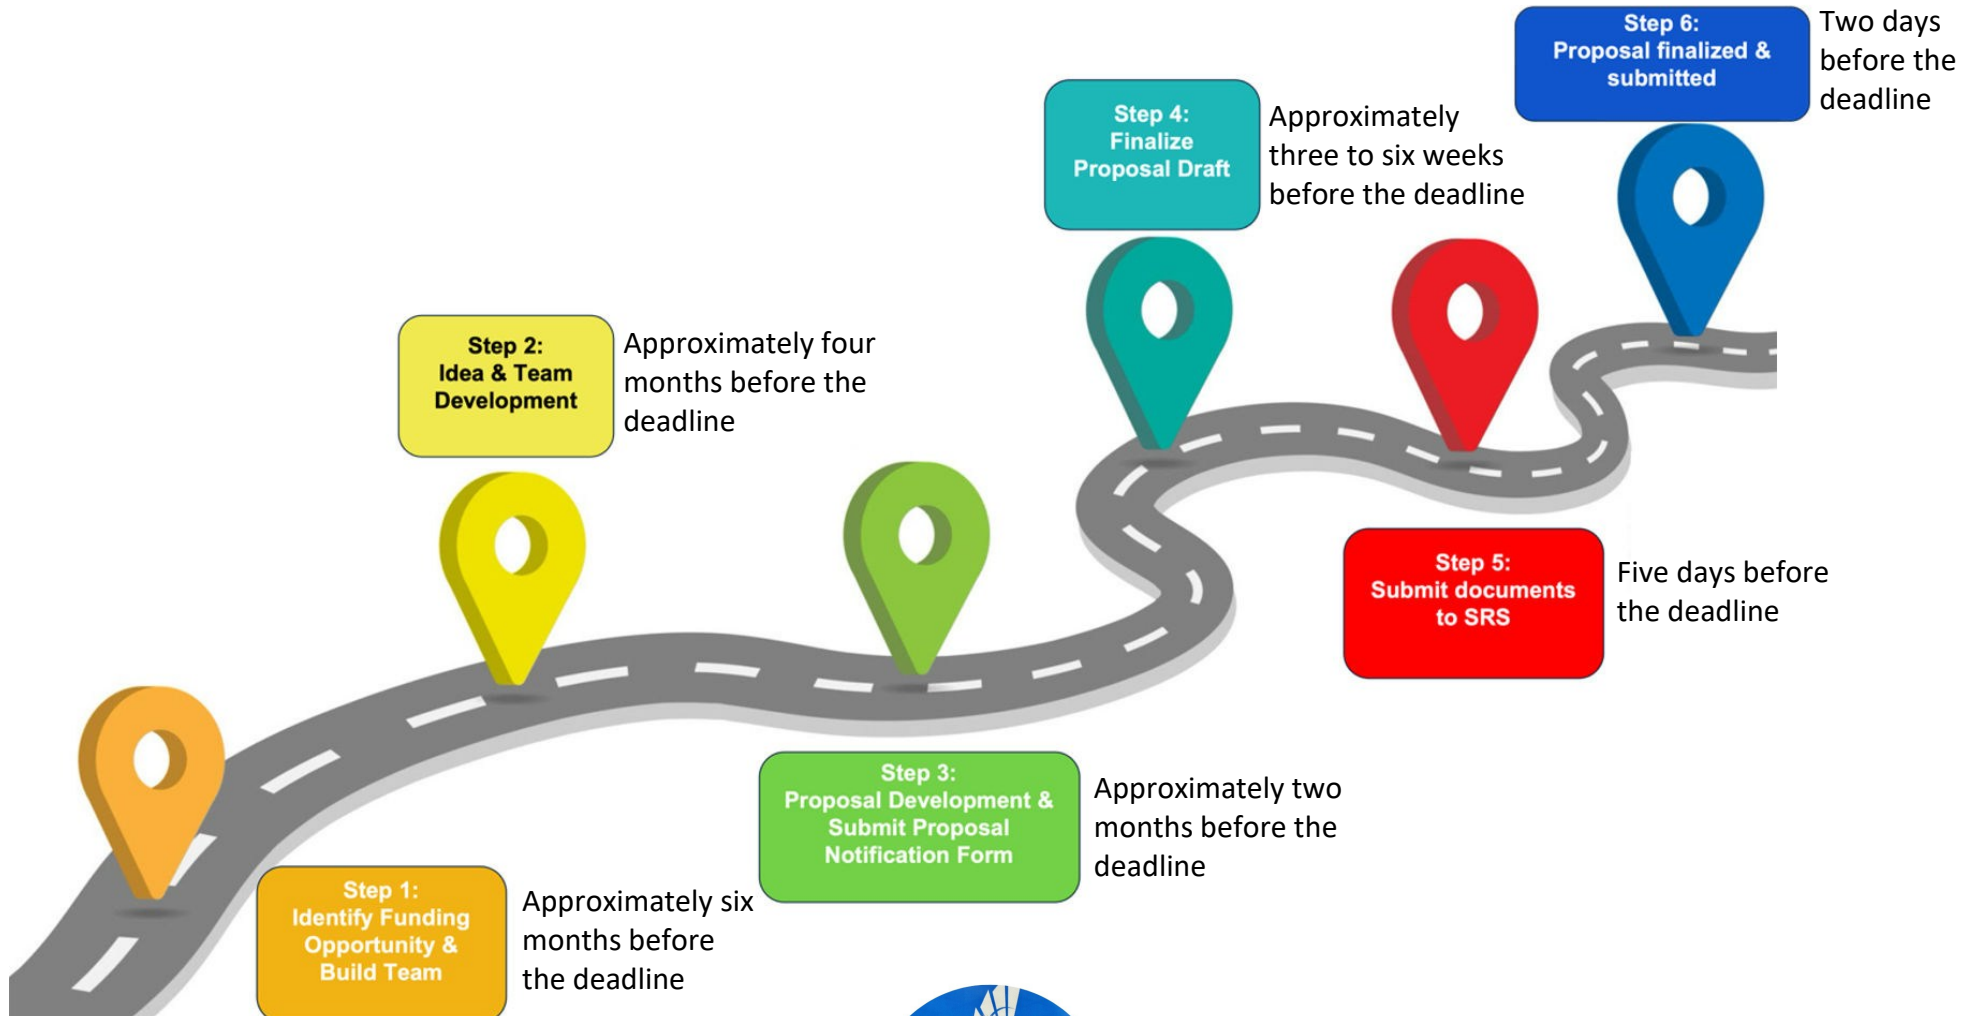 Step 1:
Identify Funding
Opportunity &
Build Team
Approximately six
months before
the deadline
Step 2:
Idea & Team
Development
Approximately four
months before the
deadline
Step 3:
Proposal Development &
Submit Proposal
Notification Form
Approximately two
months before the
deadline
Step 4:
Finalize
Proposal Draft
Approximately
three to six weeks
before the deadline
Step 5:
Submit documents
to SRS
Five days before
the deadline
Step 6:
Proposal finalized &
submitted
Two days
before the
deadline